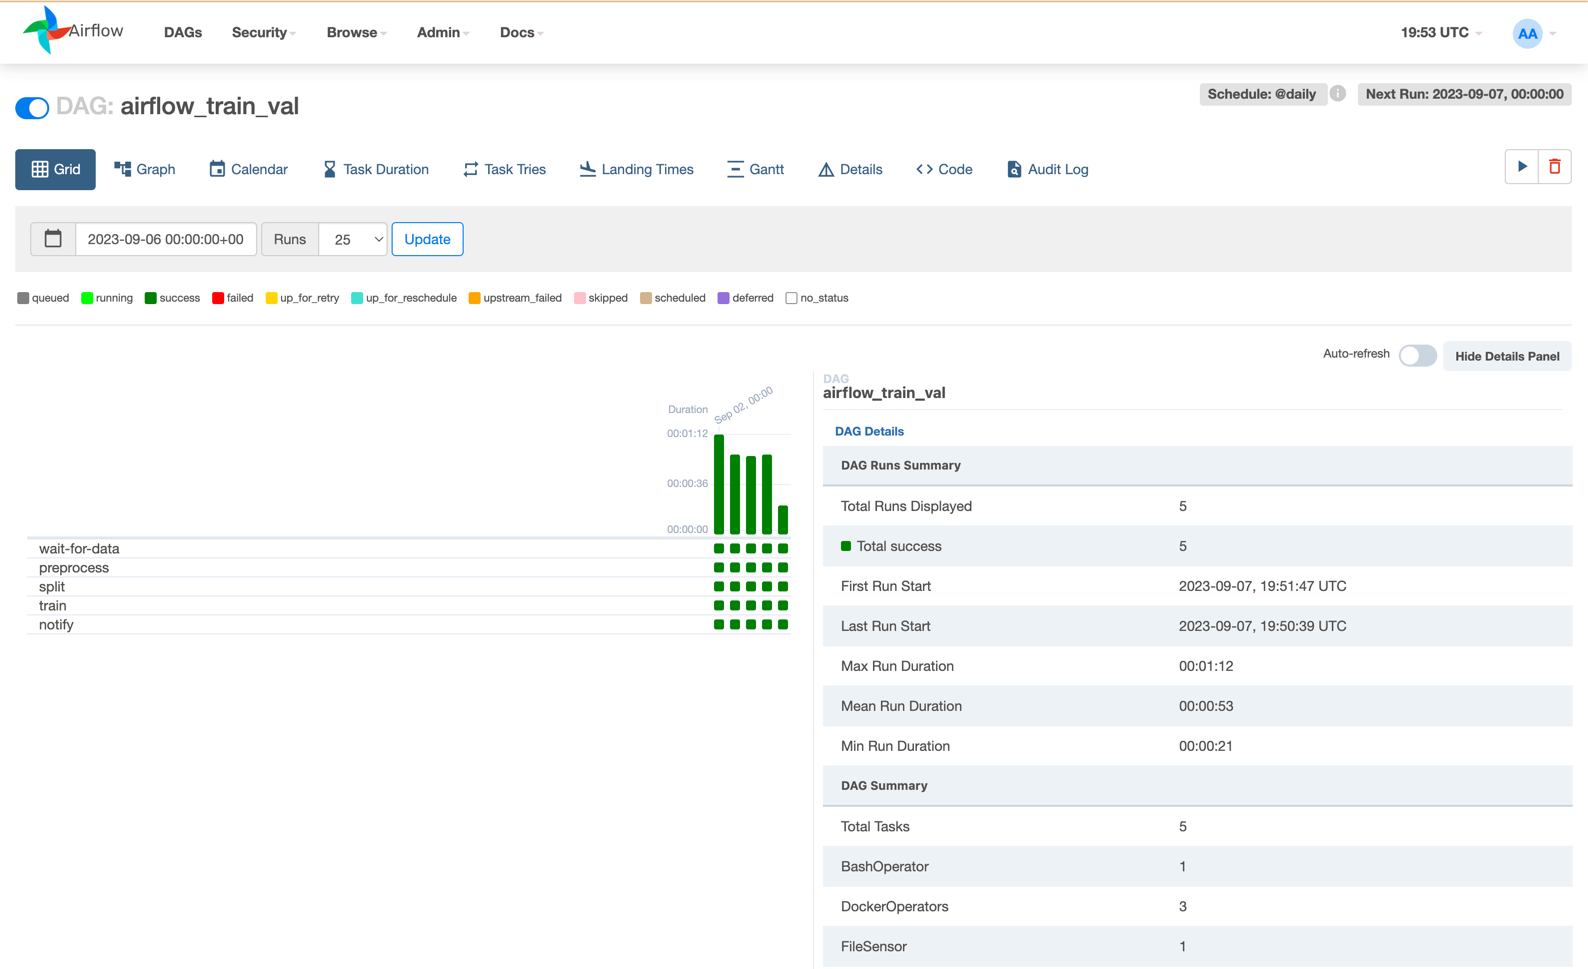 Airflow DAGs Security Browse Admin Docs 19:53 UTC AA
DAG: airflow_train_val
Schedule: @daily Next Run: 2023-09-07, 00:00:00
Grid Graph Calendar Task Duration Task Tries Landing Times Gantt Details Code Audit Log
2023-09-06 00:00:00+00 Runs 25 Update
queued running success failed up_for_retry up_for_reschedule upstream_failed skipped scheduled deferred no_status
Auto-refresh Hide Details Panel
Duration
Sep 02, 00:00
00:01:12
00:00:36
00:00:00
wait-for-data
preprocess
split
train
notify
DAG
airflow_train_val
DAG Details
DAG Runs Summary
Total Runs Displayed 5
Total success 5
First Run Start 2023-09-07, 19:51:47 UTC
Last Run Start 2023-09-07, 19:50:39 UTC
Max Run Duration 00:01:12
Mean Run Duration 00:00:53
Min Run Duration 00:00:21
DAG Summary
Total Tasks 5
BashOperator 1
DockerOperators 3
FileSensor 1